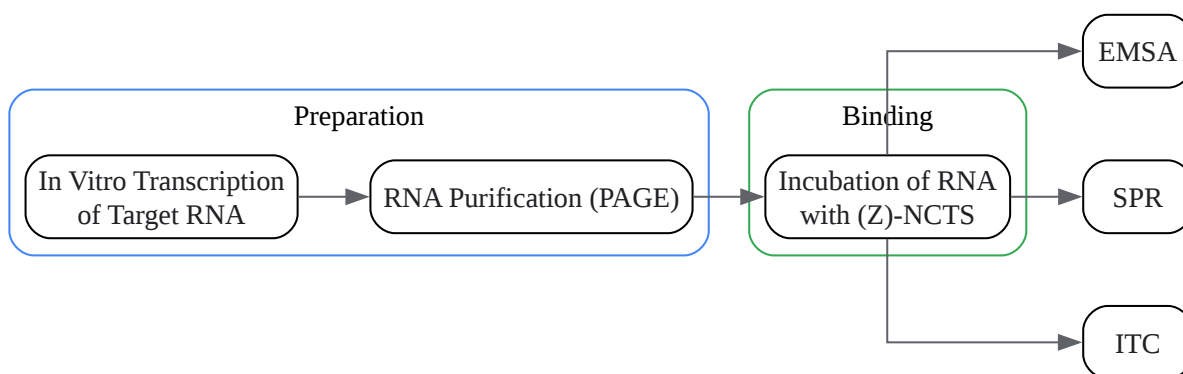 Preparation
In Vitro Transcription
of Target RNA
RNA Purification (PAGE)
Binding
Incubation of RNA
with (Z)-NCTS
EMSA
SPR
ITC